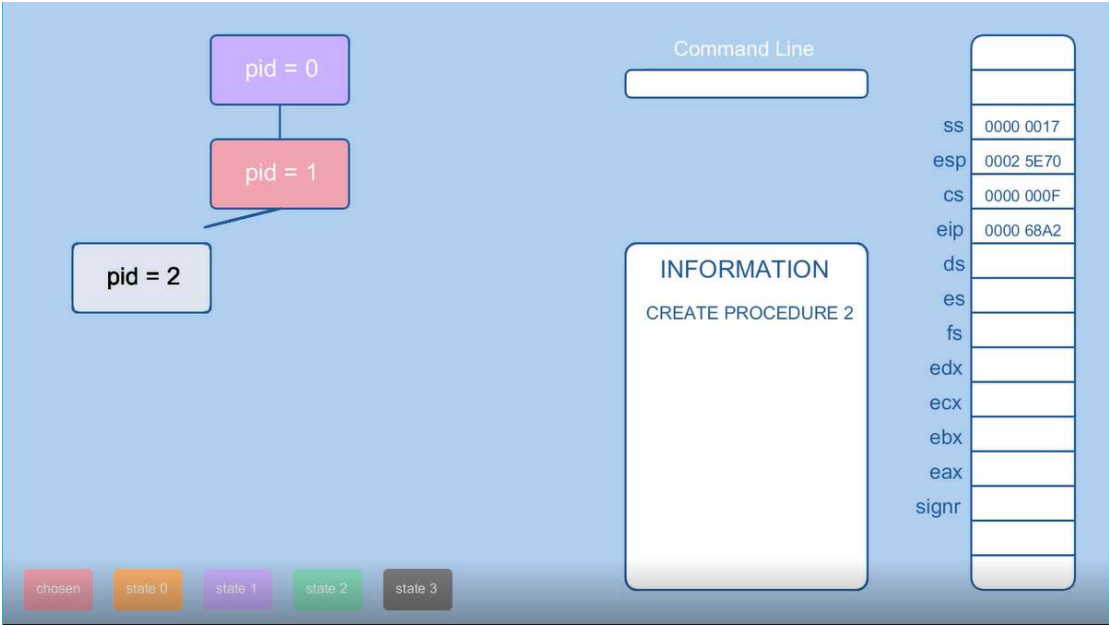 pid = 0
pid = 1
pid = 2
Command Line
INFORMATION
CREATE PROCEDURE 2
ss 0000 0017
esp 0002 5E70
cs 0000 000F
eip 0000 68A2
ds
es
fs
edx
ecx
ebx
eax
signr
chosen state 0 state 1 state 2 state 3